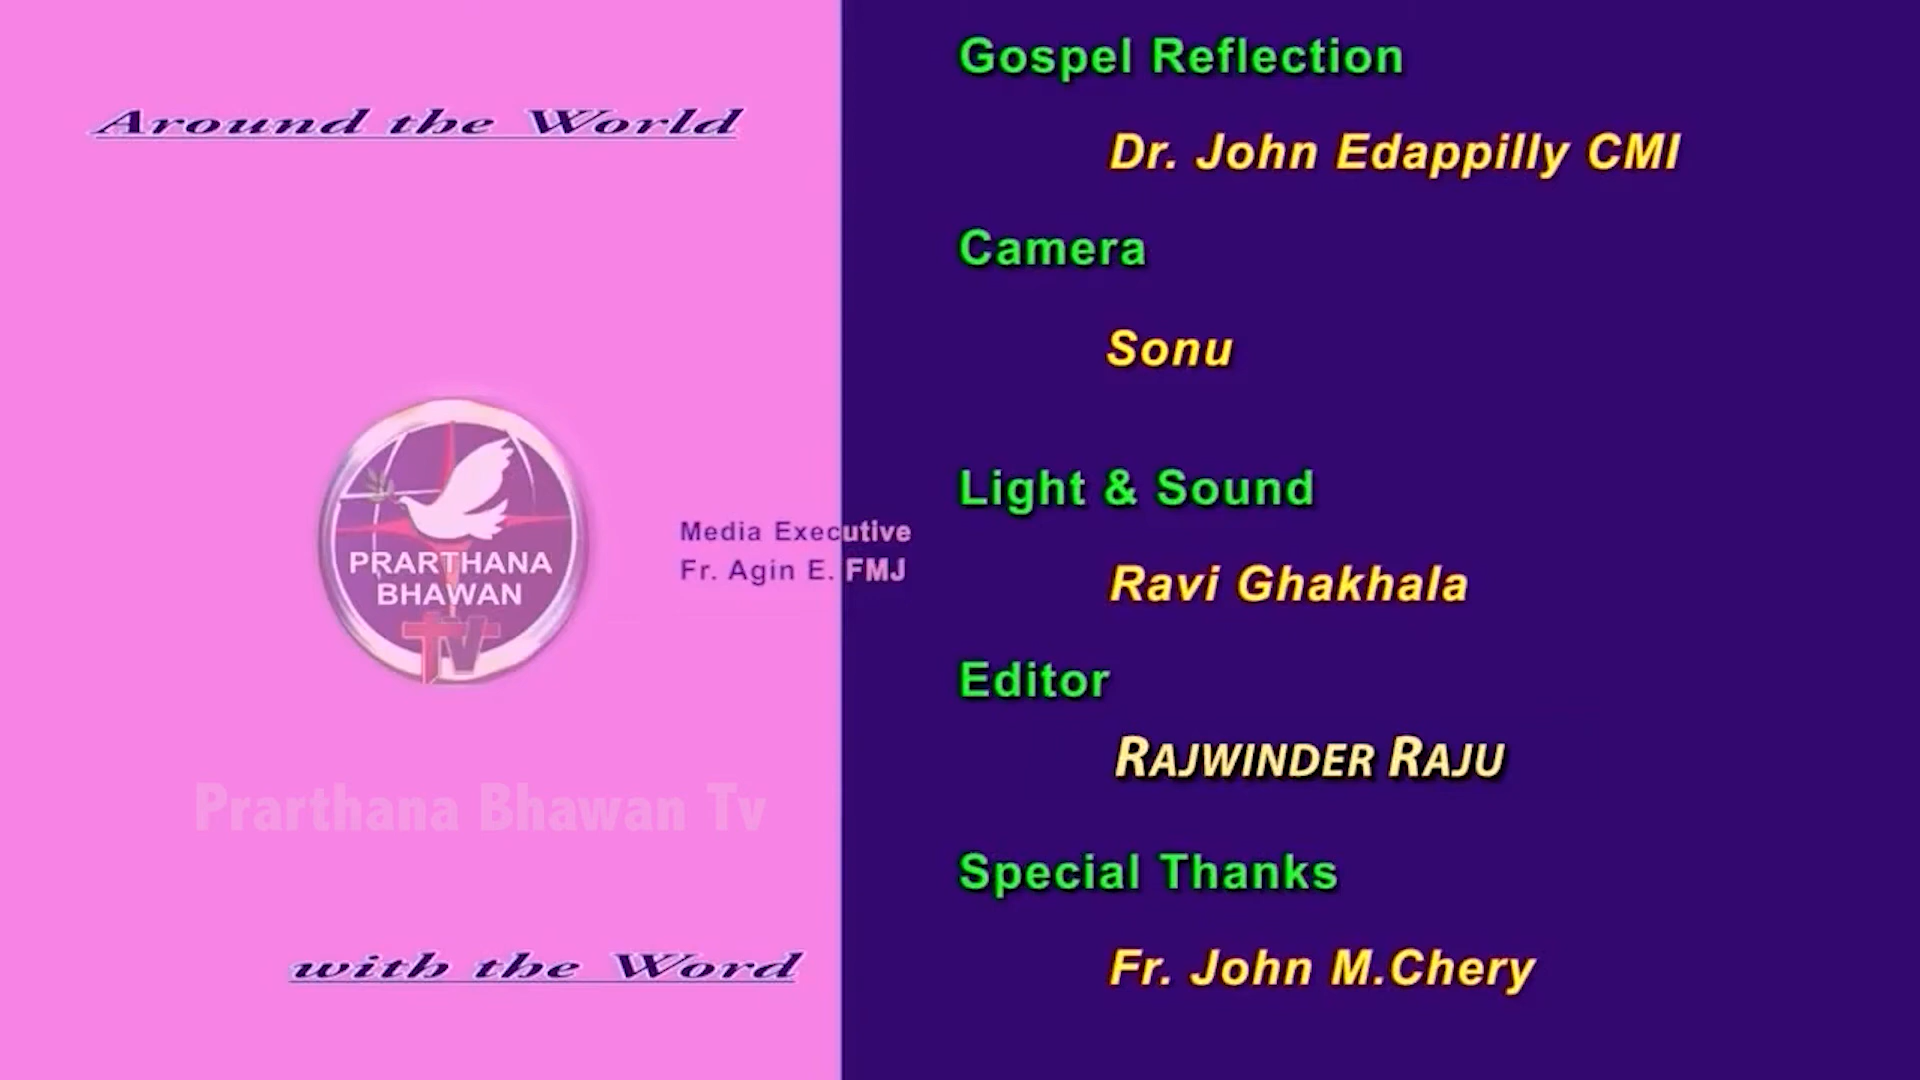 Around the World
PRARTHANA
BHAWAN
TV
Media Executive
Fr. Agin E. FMJ
Prarthana Bhawan Tv
with the Word
Gospel Reflection
Dr. John Edappilly CMI
Camera
Sonu
Light & Sound
Ravi Ghakhala
Editor
RAJWINDER RAJU
Special Thanks
Fr. John M.Chery